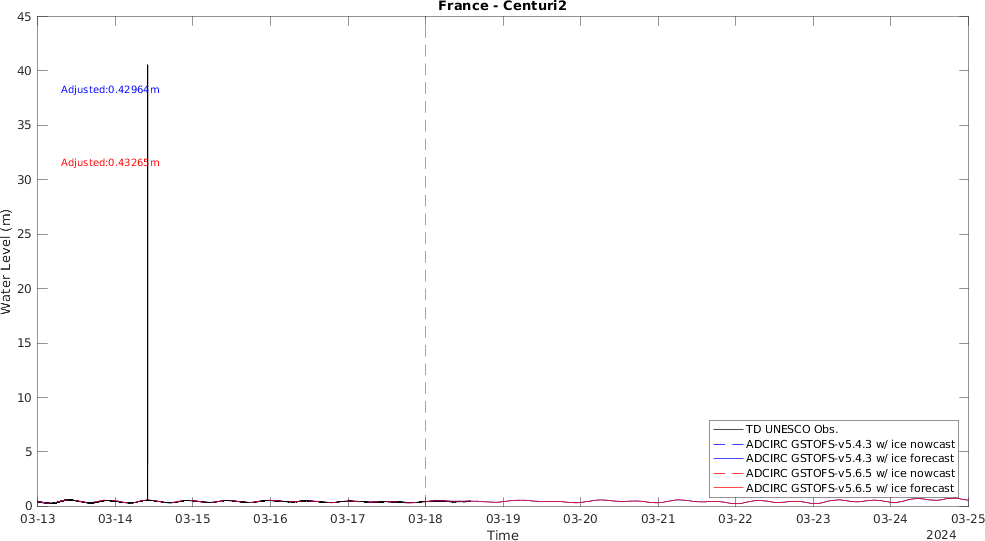 France - Centuri2
45
40
35
30
25
20
15
10
5
0
Water Level (m)
Adjusted:0.42964m
Adjusted:0.43265m
TD UNESCO Obs.
ADCIRC GSTOFS-v5.4.3 w/ ice nowcast
ADCIRC GSTOFS-v5.4.3 w/ ice forecast
ADCIRC GSTOFS-v5.6.5 w/ ice nowcast
ADCIRC GSTOFS-v5.6.5 w/ ice forecast
03-13 03-14 03-15 03-16 03-17 03-18 03-19 03-20 03-21 03-22 03-23 03-24 03-25
Time
2024